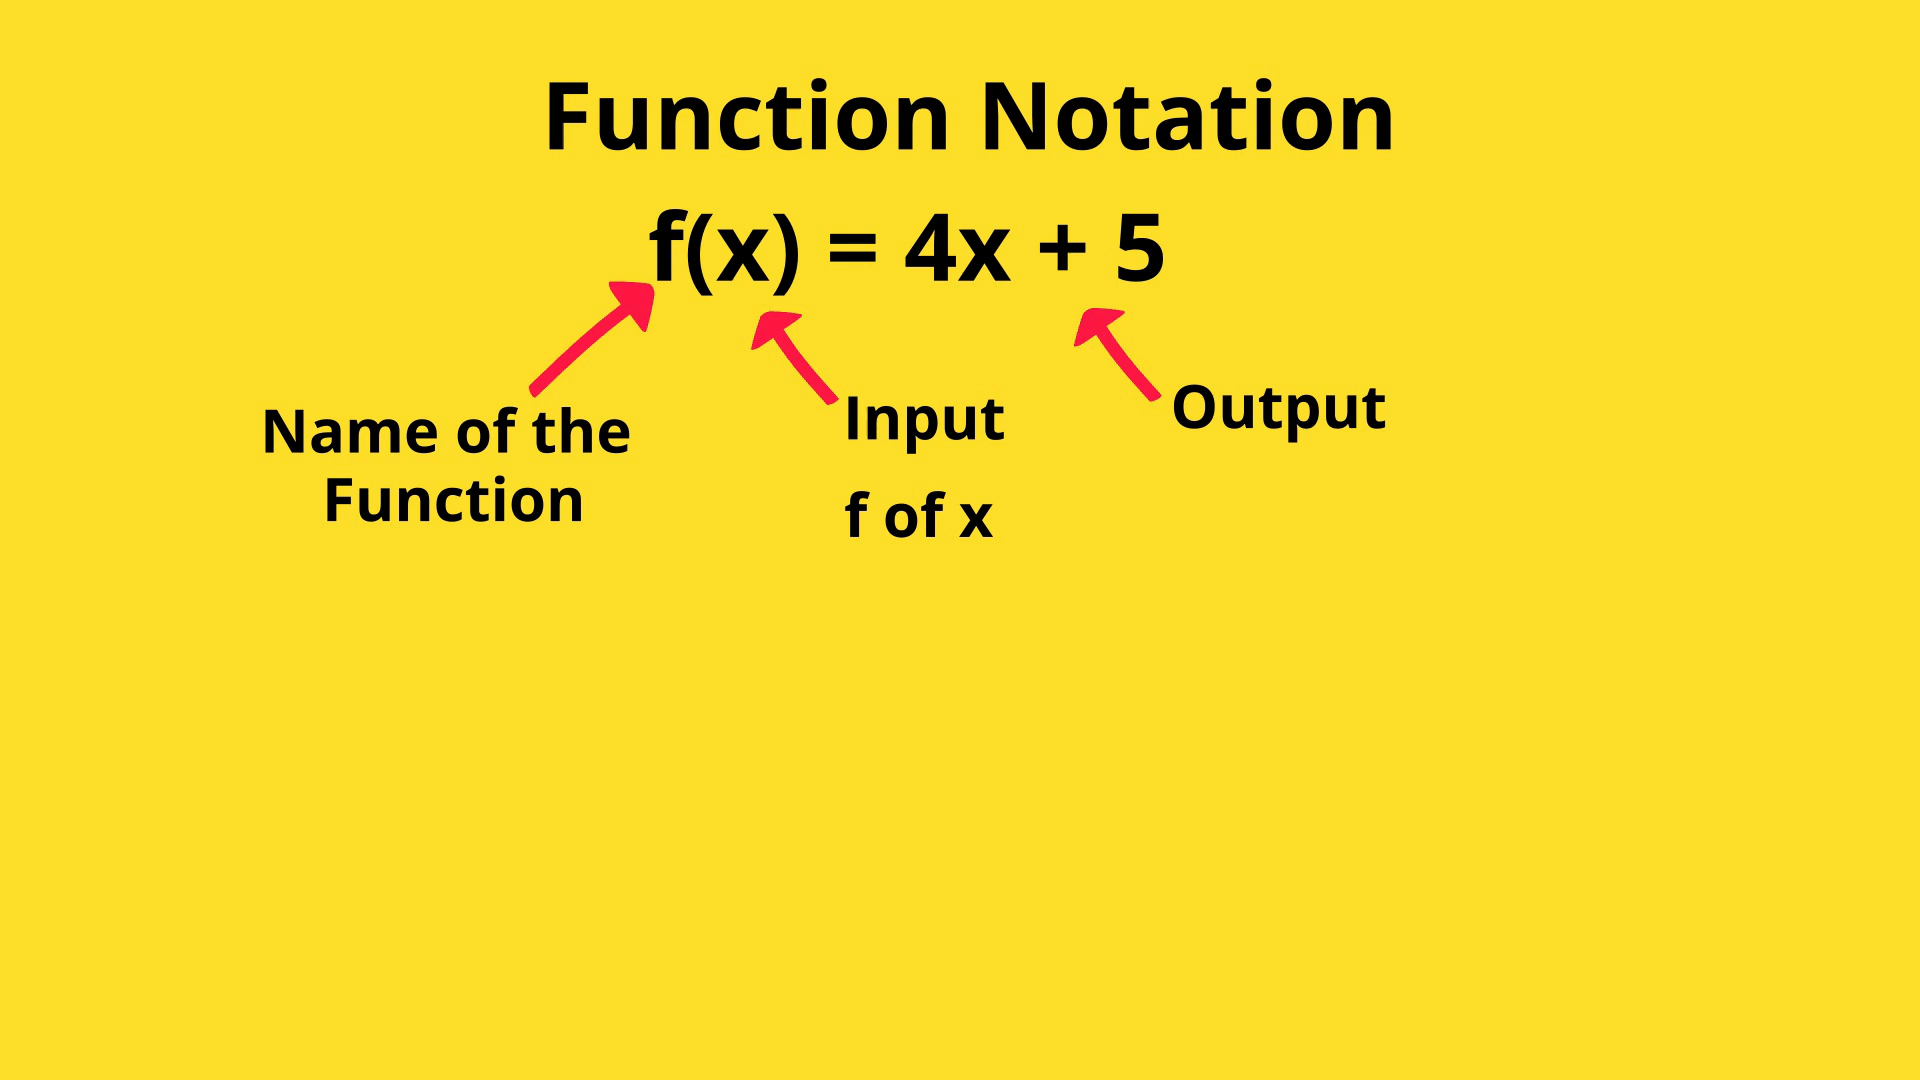 Function Notation
f(x) = 4x + 5
Name of the
Function
Input
f of x
Output